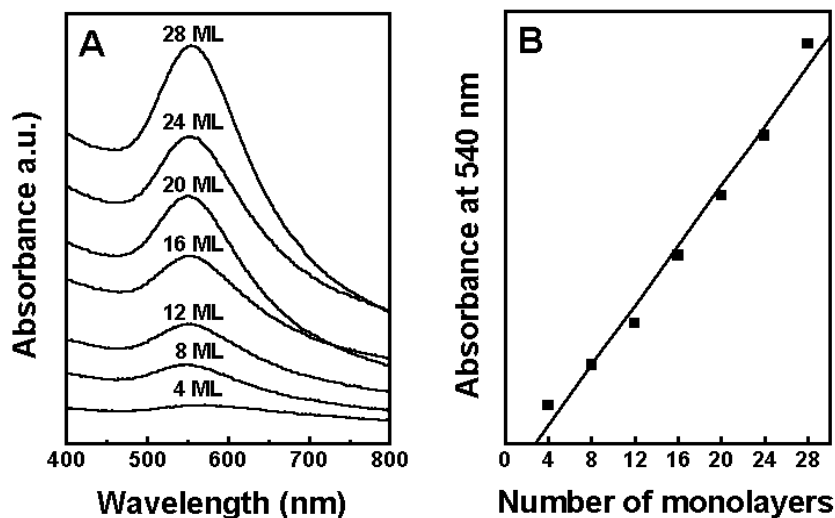 A
28 ML
24 ML
20 ML
16 ML
12 ML
8 ML
4 ML
Absorbance a.u.
400 500 600 700 800
Wavelength (nm)
B
Absorbance at 540 nm
0 4 8 12 16 20 24 28
Number of monolayers